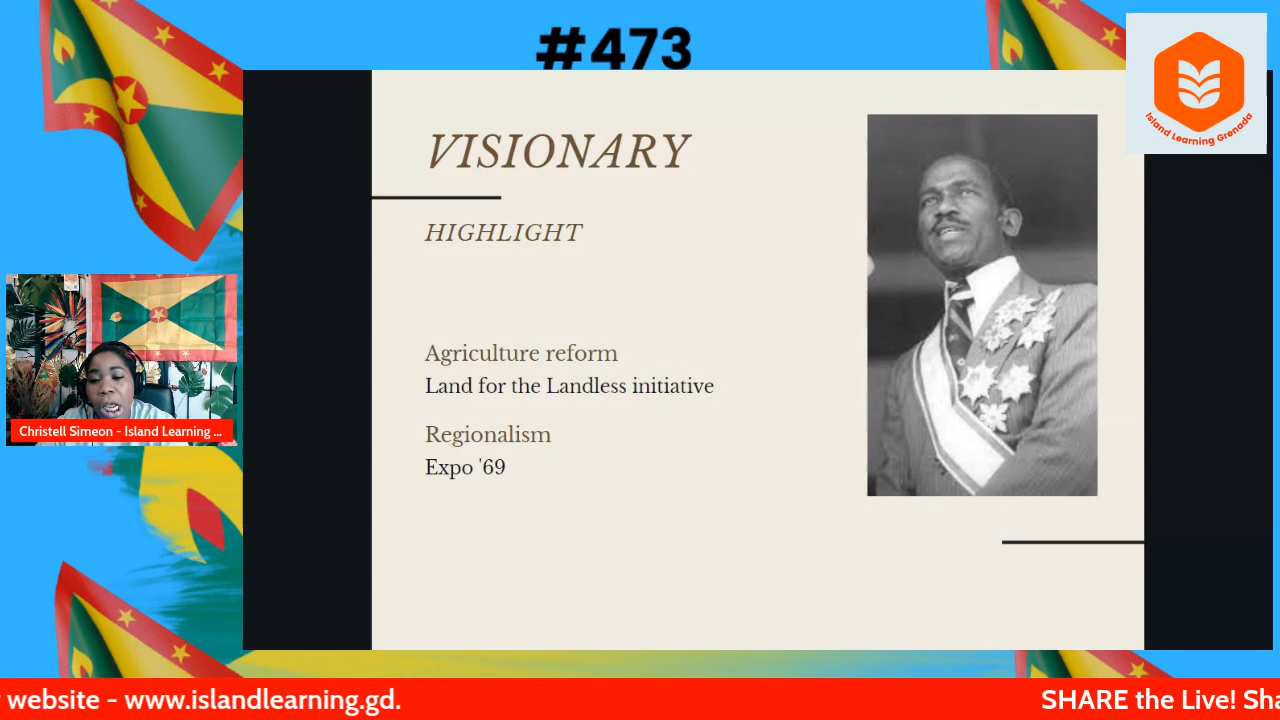 #473
Island Learning Grenada
VISIONARY
HIGHLIGHT
Agriculture reform
Land for the Landless initiative
Regionalism
Expo '69
Christell Simeon - Island Learning ...
website - www.islandlearning.gd.
SHARE the Live! Sha